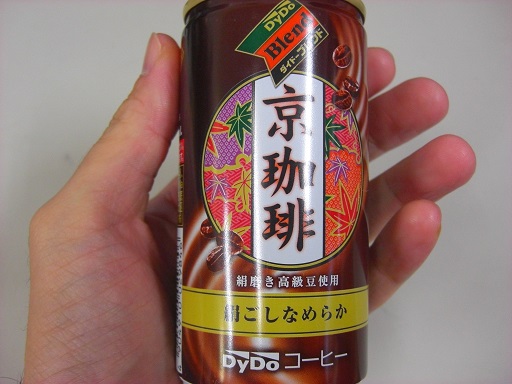 DyDo
Blend
ダイドーブレンド
京珈琲
絹磨き高級豆使用
絹ごしなめらか
DyDo コーヒー